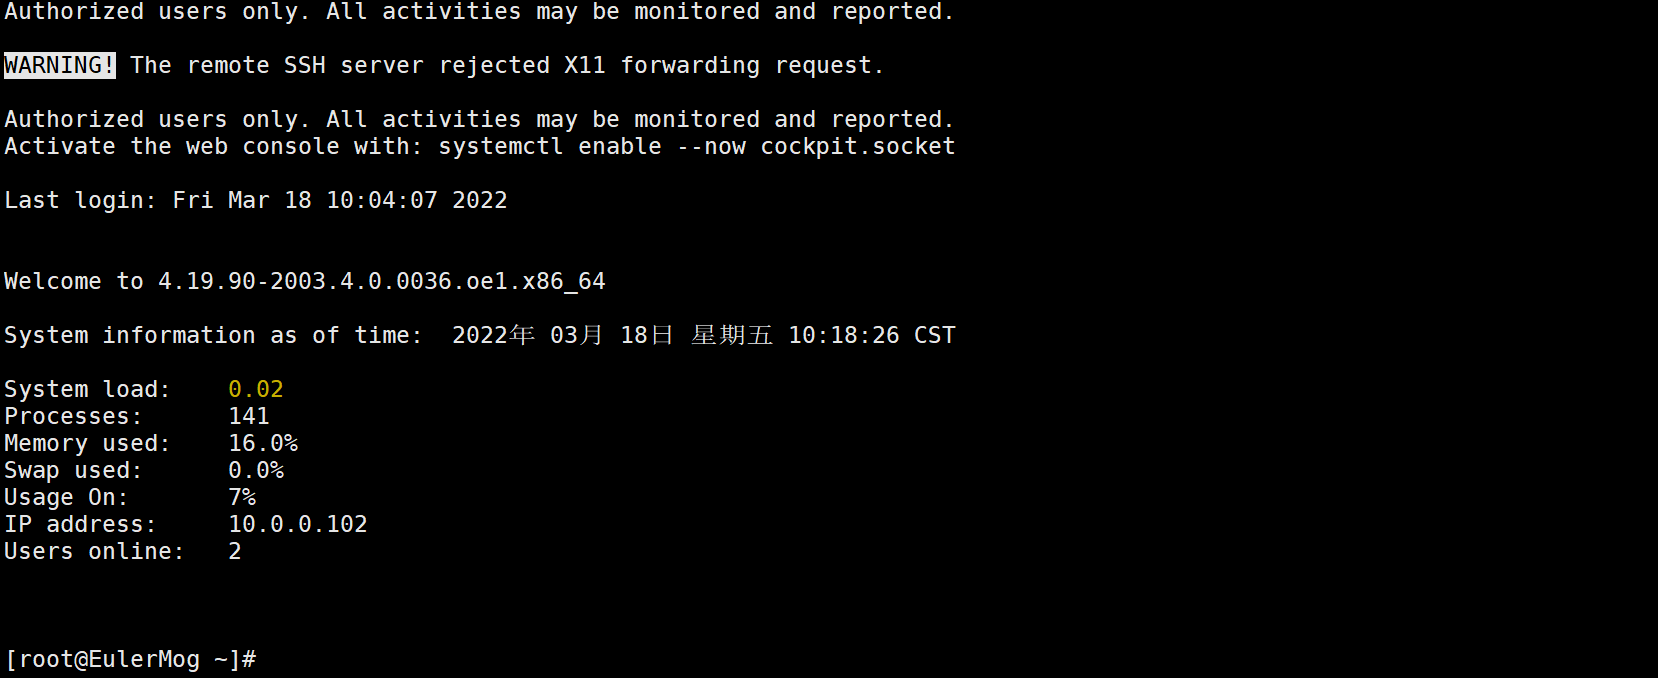 Authorized users only. All activities may be monitored and reported.
WARNING! The remote SSH server rejected X11 forwarding request.
Authorized users only. All activities may be monitored and reported.
Activate the web console with: systemctl enable --now cockpit.socket
Last login: Fri Mar 18 10:04:07 2022
Welcome to 4.19.90-2003.4.0.0036.oe1.x86_64
System information as of time:  2022年 03月 18日 星期五 10:18:26 CST
System load:    0.02
Processes:      141
Memory used:    16.0%
Swap used:      0.0%
Usage On:       7%
IP address:     10.0.0.102
Users online:   2
[root@EulerMog ~]#